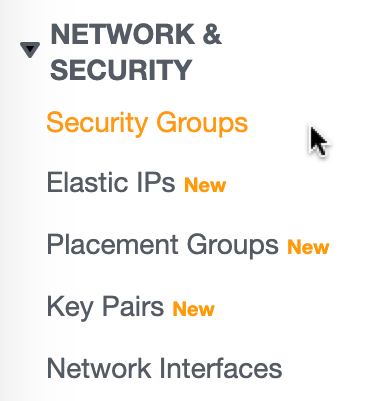 NETWORK &
SECURITY
Security Groups
Elastic IPs New
Placement Groups New
Key Pairs New
Network Interfaces